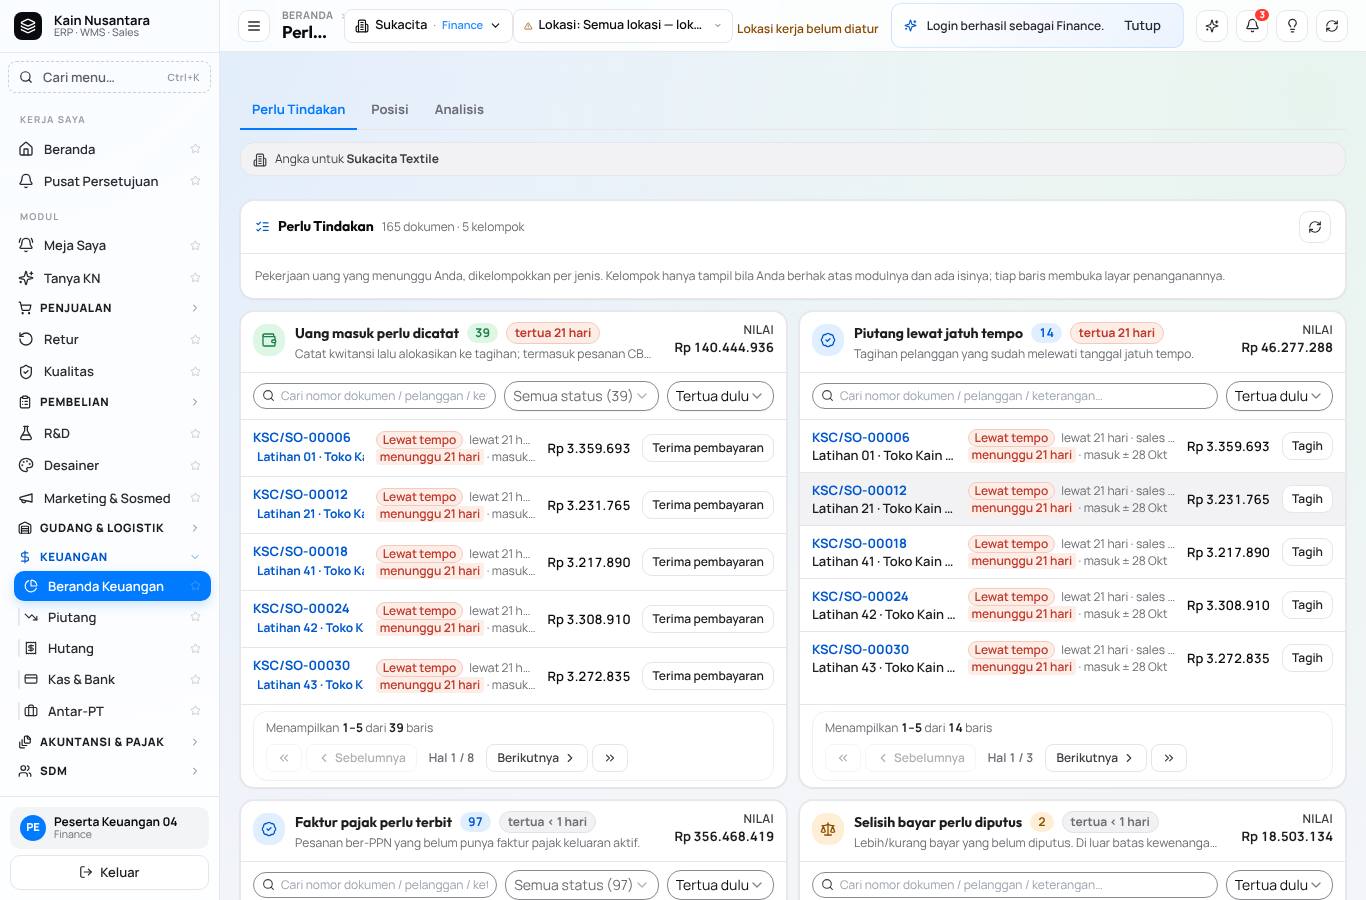 Kain Nusantara
ERP · WMS · Sales
Cari menu...
Ctrl+K
KERJA SAYA
Beranda
Pusat Persetujuan
MODUL
Meja Saya
Tanya KN
PENJUALAN
Retur
Kualitas
PEMBELIAN
R&D
Desainer
Marketing & Sosmed
GUDANG & LOGISTIK
KEUANGAN
Beranda Keuangan
Piutang
Hutang
Kas & Bank
Antar-PT
AKUNTANSI & PAJAK
SDM
PE
Peserta Keuangan 04
Finance
Keluar
BERANDA
Perl...
Sukacita · Finance
Lokasi: Semua lokasi — lok...
Lokasi kerja belum diatur
Login berhasil sebagai Finance.
Tutup
3
Perlu Tindakan
Posisi
Analisis
Angka untuk Sukacita Textile
Perlu Tindakan 165 dokumen · 5 kelompok
Pekerjaan uang yang menunggu Anda, dikelompokkan per jenis. Kelompok hanya tampil bila Anda berhak atas modulnya dan ada isinya; tiap baris membuka layar penanganannya.
Uang masuk perlu dicatat 39 tertua 21 hari
Catat kwitansi lalu alokasikan ke tagihan; termasuk pesanan CB...
NILAI
Rp 140.444.936
Cari nomor dokumen / pelanggan / ke
Semua status (39)
Tertua dulu
KSC/SO-00006
Latihan 01 · Toko Ka
Lewat tempo lewat 21 h...
menunggu 21 hari · masuk...
Rp 3.359.693
Terima pembayaran
KSC/SO-00012
Latihan 21 · Toko Ka
Lewat tempo lewat 21 h...
menunggu 21 hari · masuk...
Rp 3.231.765
Terima pembayaran
KSC/SO-00018
Latihan 41 · Toko Ka
Lewat tempo lewat 21 h...
menunggu 21 hari · masuk...
Rp 3.217.890
Terima pembayaran
KSC/SO-00024
Latihan 42 · Toko K
Lewat tempo lewat 21 h...
menunggu 21 hari · masuk...
Rp 3.308.910
Terima pembayaran
KSC/SO-00030
Latihan 43 · Toko K
Lewat tempo lewat 21 h...
menunggu 21 hari · masuk...
Rp 3.272.835
Terima pembayaran
Menampilkan 1–5 dari 39 baris
Sebelumnya
Hal 1 / 8
Berikutnya
Piutang lewat jatuh tempo 14 tertua 21 hari
Tagihan pelanggan yang sudah melewati tanggal jatuh tempo.
NILAI
Rp 46.277.288
Cari nomor dokumen / pelanggan / keterangan...
Tertua dulu
KSC/SO-00006
Latihan 01 · Toko Kain ...
Lewat tempo lewat 21 hari · sales ...
menunggu 21 hari · masuk ± 28 Okt
Rp 3.359.693
Tagih
KSC/SO-00012
Latihan 21 · Toko Kain ...
Lewat tempo lewat 21 hari · sales ...
menunggu 21 hari · masuk ± 28 Okt
Rp 3.231.765
Tagih
KSC/SO-00018
Latihan 41 · Toko Kain ...
Lewat tempo lewat 21 hari · sales ...
menunggu 21 hari · masuk ± 28 Okt
Rp 3.217.890
Tagih
KSC/SO-00024
Latihan 42 · Toko Kain ...
Lewat tempo lewat 21 hari · sales ...
menunggu 21 hari · masuk ± 28 Okt
Rp 3.308.910
Tagih
KSC/SO-00030
Latihan 43 · Toko Kain ...
Lewat tempo lewat 21 hari · sales ...
menunggu 21 hari · masuk ± 28 Okt
Rp 3.272.835
Tagih
Menampilkan 1–5 dari 14 baris
Sebelumnya
Hal 1 / 3
Berikutnya
Faktur pajak perlu terbit 97 tertua < 1 hari
Pesanan ber-PPN yang belum punya faktur pajak keluaran aktif.
NILAI
Rp 356.468.419
Cari nomor dokumen / pelanggan / ket
Semua status (97)
Tertua dulu
Selisih bayar perlu diputus 2 tertua < 1 hari
Lebih/kurang bayar yang belum diputus. Di luar batas kewenanga...
NILAI
Rp 18.503.134
Cari nomor dokumen / pelanggan / keterangan...
Tertua dulu